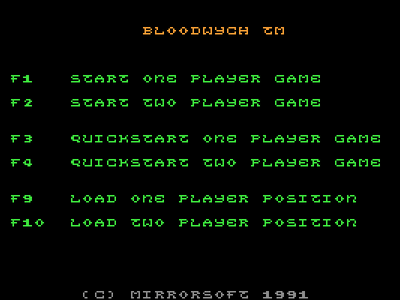 BLOODWYCH TM
F1 START ONE PLAYER GAME
F2 START TWO PLAYER GAME
F3 QUICKSTART ONE PLAYER GAME
F4 QUICKSTART TWO PLAYER GAME
F9 LOAD ONE PLAYER POSITION
F10 LOAD TWO PLAYER POSITION
(C) MIRRORSOFT 1991